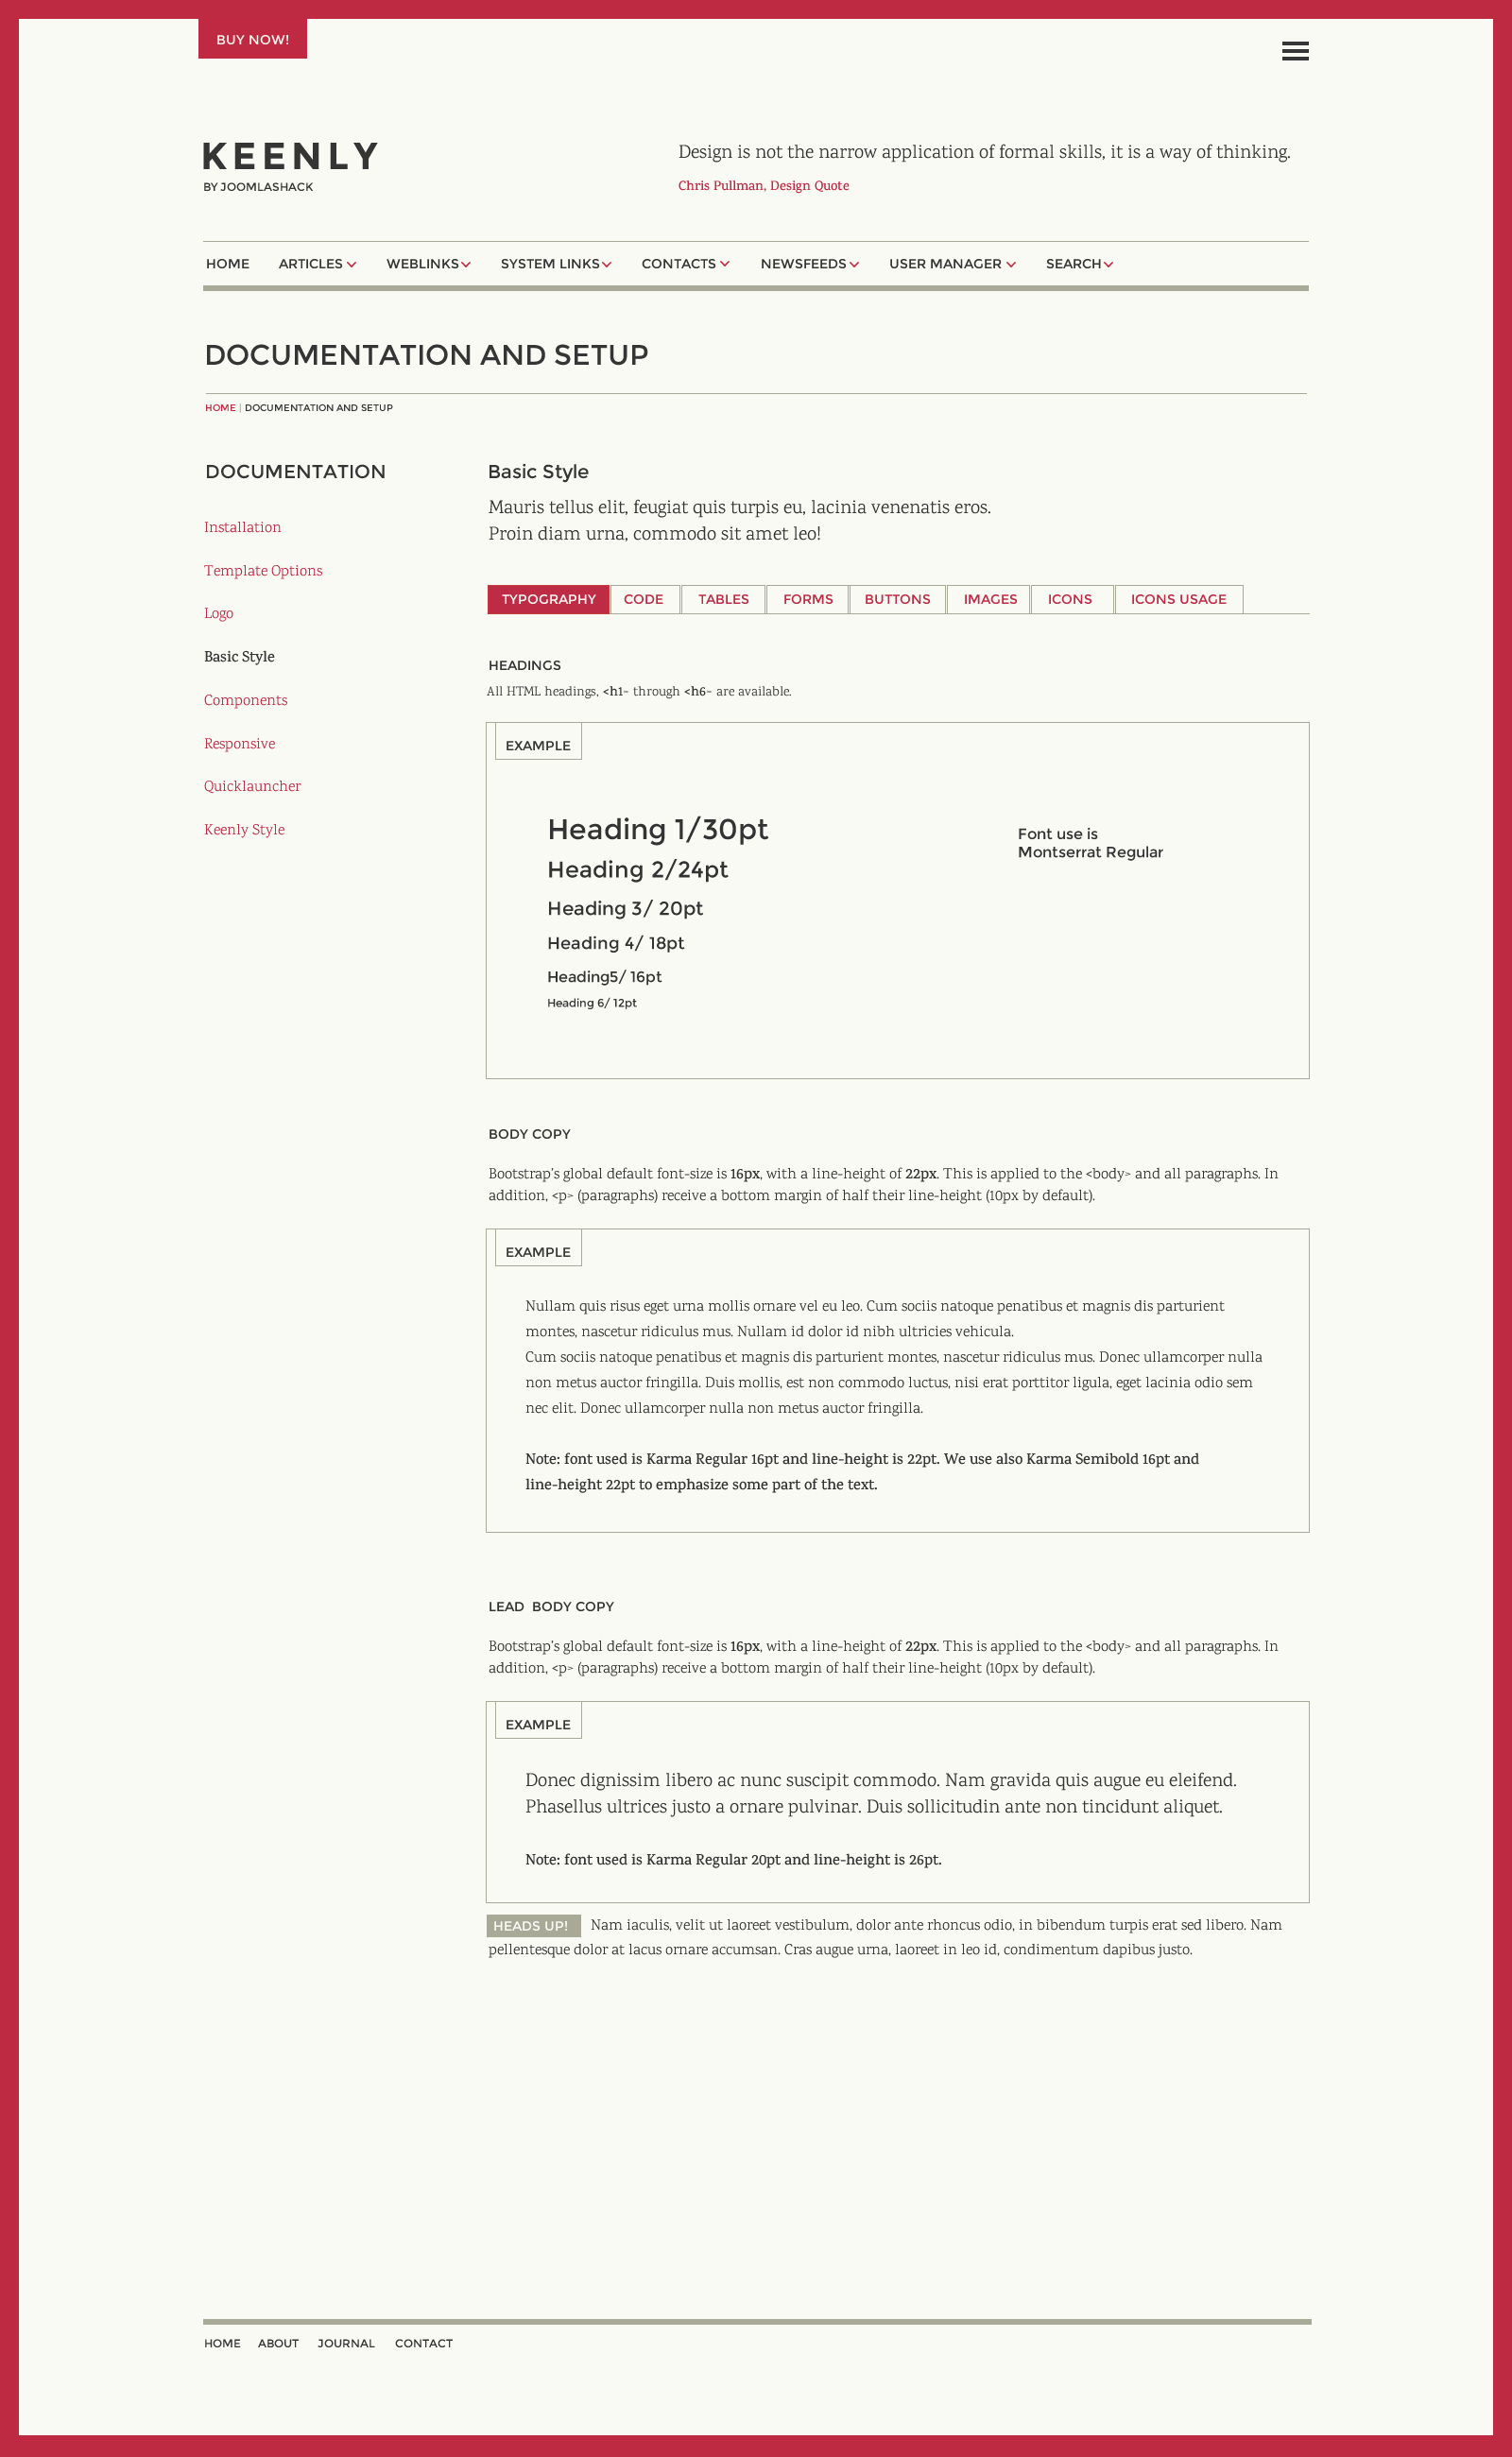 BUY NOW!
KEENLY
BY JOOMLASHACK
Design is not the narrow application of formal skills, it is a way of thinking.
Chris Pullman, Design Quote
HOME ARTICLES WEBLINKS SYSTEM LINKS CONTACTS NEWSFEEDS USER MANAGER SEARCH
DOCUMENTATION AND SETUP
HOME | DOCUMENTATION AND SETUP
DOCUMENTATION
Installation
Template Options
Logo
Basic Style
Components
Responsive
Quicklauncher
Keenly Style
Basic Style
Mauris tellus elit, feugiat quis turpis eu, lacinia venenatis eros.
Proin diam urna, commodo sit amet leo!
TYPOGRAPHY CODE TABLES FORMS BUTTONS IMAGES ICONS ICONS USAGE
HEADINGS
All HTML headings, <h1- through <h6- are available.
EXAMPLE
Heading 1/30pt
Heading 2/24pt
Heading 3/ 20pt
Heading 4/ 18pt
Heading5/ 16pt
Heading 6/ 12pt
Font use is
Montserrat Regular
BODY COPY
Bootstrap's global default font-size is 16px, with a line-height of 22px. This is applied to the <body> and all paragraphs. In
addition, <p> (paragraphs) receive a bottom margin of half their line-height (10px by default).
EXAMPLE
Nullam quis risus eget urna mollis ornare vel eu leo. Cum sociis natoque penatibus et magnis dis parturient
montes, nascetur ridiculus mus. Nullam id dolor id nibh ultricies vehicula.
Cum sociis natoque penatibus et magnis dis parturient montes, nascetur ridiculus mus. Donec ullamcorper nulla
non metus auctor fringilla. Duis mollis, est non commodo luctus, nisi erat porttitor ligula, eget lacinia odio sem
nec elit. Donec ullamcorper nulla non metus auctor fringilla.
Note: font used is Karma Regular 16pt and line-height is 22pt. We use also Karma Semibold 16pt and
line-height 22pt to emphasize some part of the text.
LEAD BODY COPY
Bootstrap's global default font-size is 16px, with a line-height of 22px. This is applied to the <body> and all paragraphs. In
addition, <p> (paragraphs) receive a bottom margin of half their line-height (10px by default).
EXAMPLE
Donec dignissim libero ac nunc suscipit commodo. Nam gravida quis augue eu eleifend.
Phasellus ultrices justo a ornare pulvinar. Duis sollicitudin ante non tincidunt aliquet.
Note: font used is Karma Regular 20pt and line-height is 26pt.
HEADS UP! Nam iaculis, velit ut laoreet vestibulum, dolor ante rhoncus odio, in bibendum turpis erat sed libero. Nam
pellentesque dolor at lacus ornare accumsan. Cras augue urna, laoreet in leo id, condimentum dapibus justo.
HOME ABOUT JOURNAL CONTACT